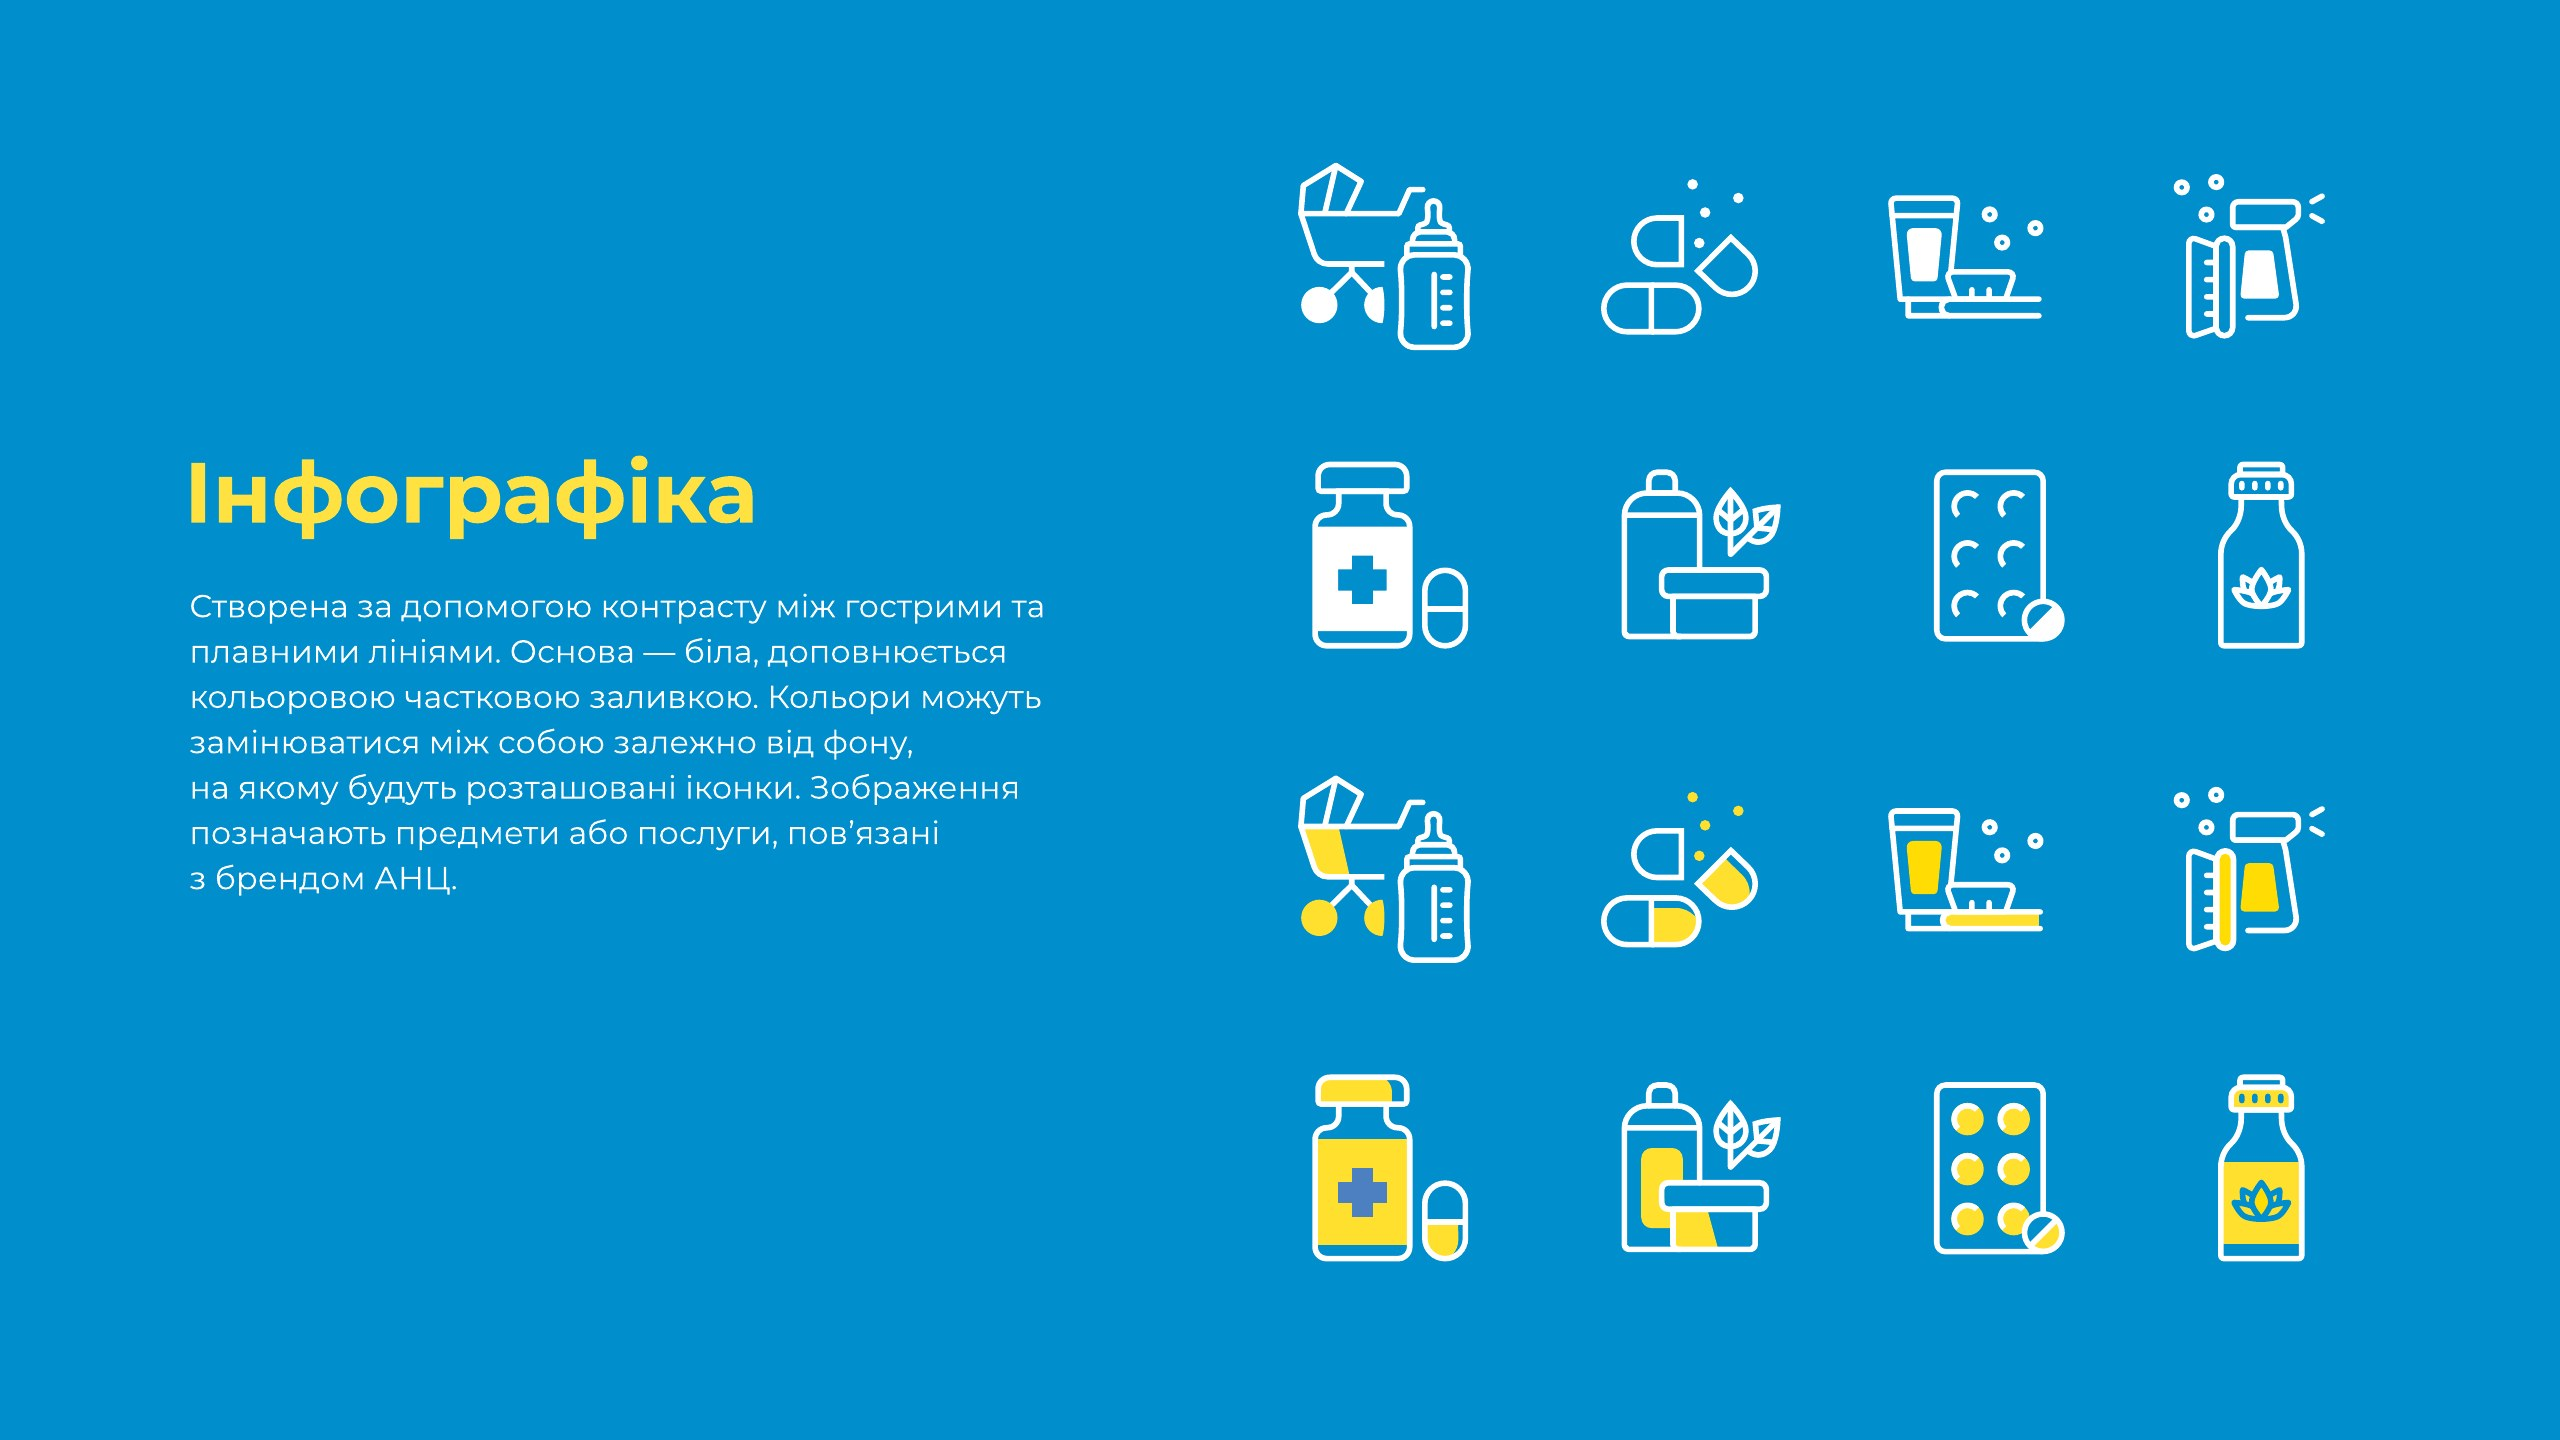 Інфографіка
Створена за допомогою контрасту між гострими та
плавними лініями. Основа — біла, доповнюється
кольоровою частковою заливкою. Кольори можуть
замінюватися між собою залежно від фону,
на якому будуть розташовані іконки. Зображення
позначають предмети або послуги, пов’язані
з брендом АНЦ.